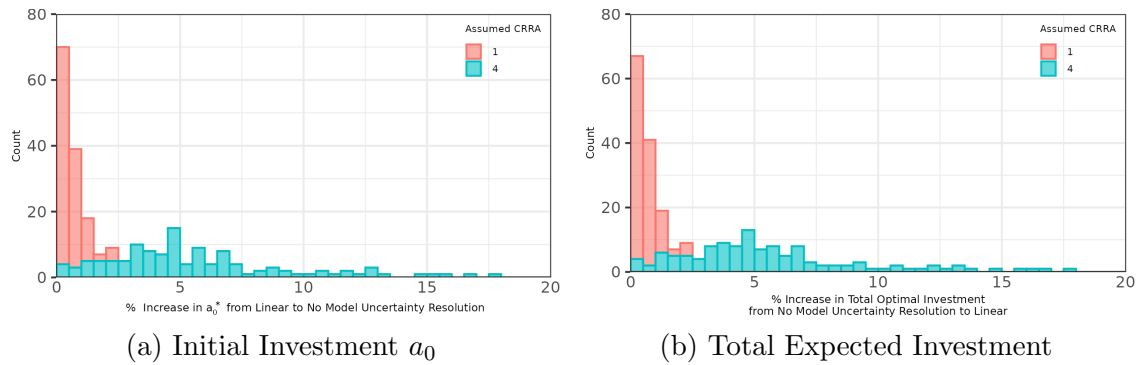 80
60
40
20
0
Count
0
5
10
15
20
Assumed CRRA
1
4
% Increase in a₀* from Linear to No Model Uncertainty Resolution
(a) Initial Investment a₀
80
60
40
20
0
Count
0
5
10
15
20
Assumed CRRA
1
4
% Increase in Total Optimal Investment
from No Model Uncertainty Resolution to Linear
(b) Total Expected Investment